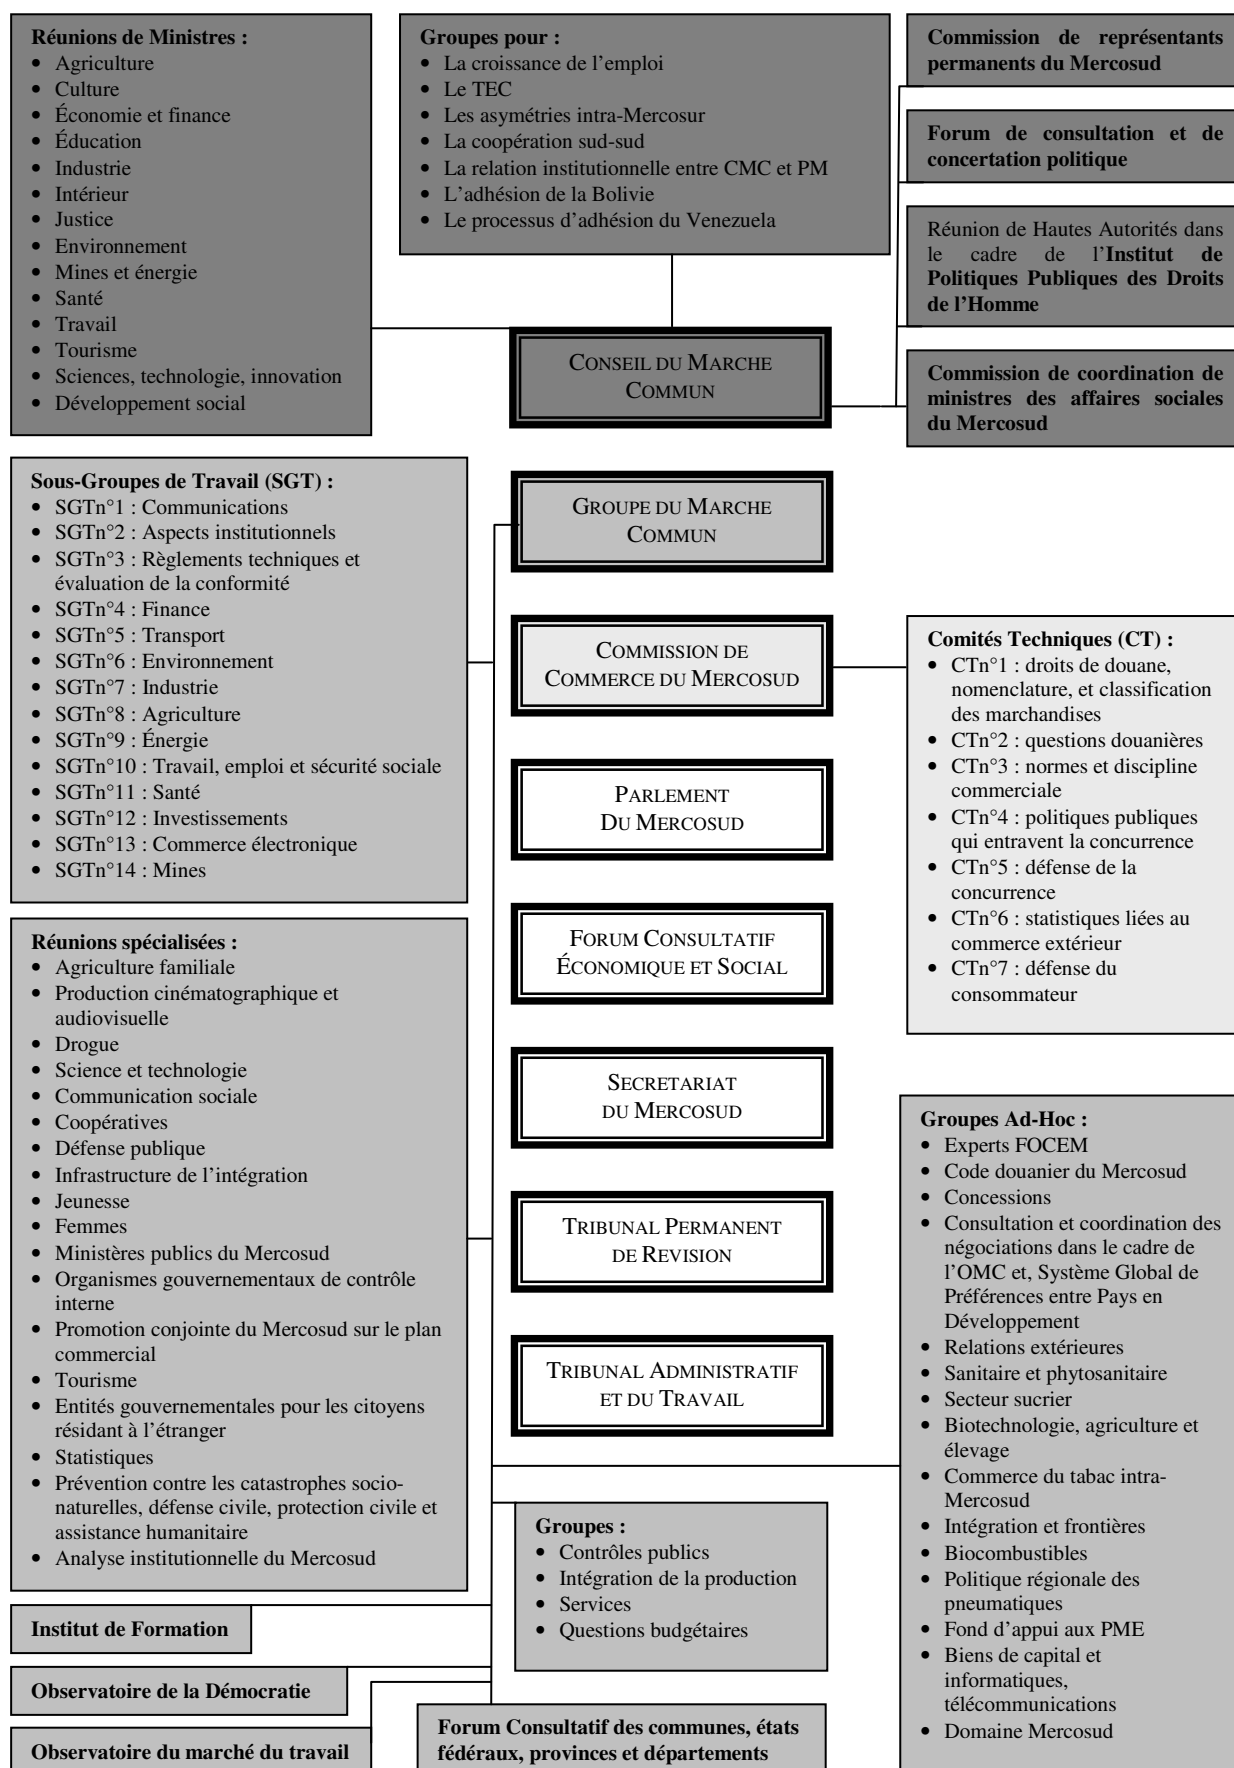 Réunions de Ministres :
• Agriculture
• Culture
• Économie et finance
• Éducation
• Industrie
• Intérieur
• Justice
• Environnement
• Mines et énergie
• Santé
• Travail
• Tourisme
• Sciences, technologie, innovation
• Développement social
Groupes pour :
• La croissance de l'emploi
• Le TEC
• Les asymétries intra-Mercosur
• La coopération sud-sud
• La relation institutionnelle entre CMC et PM
• L'adhésion de la Bolivie
• Le processus d'adhésion du Venezuela
Commission de représentants
permanents du Mercosud
Forum de consultation et de
concertation politique
Réunion de Hautes Autorités dans
le cadre de l'Institut de
Politiques Publiques des Droits
de l'Homme
Commission de coordination de
ministres des affaires sociales
du Mercosud
CONSEIL DU MARCHE
COMMUN
Sous-Groupes de Travail (SGT) :
• SGTn°1 : Communications
• SGTn°2 : Aspects institutionnels
• SGTn°3 : Règlements techniques et
évaluation de la conformité
• SGTn°4 : Finance
• SGTn°5 : Transport
• SGTn°6 : Environnement
• SGTn°7 : Industrie
• SGTn°8 : Agriculture
• SGTn°9 : Énergie
• SGTn°10 : Travail, emploi et sécurité sociale
• SGTn°11 : Santé
• SGTn°12 : Investissements
• SGTn°13 : Commerce électronique
• SGTn°14 : Mines
GROUPE DU MARCHE
COMMUN
COMMISSION DE
COMMERCE DU MERCOSUD
PARLEMENT
DU MERCOSUD
FORUM CONSULTATIF
ÉCONOMIQUE ET SOCIAL
SECRETARIAT
DU MERCOSUD
TRIBUNAL PERMANENT
DE REVISION
TRIBUNAL ADMINISTRATIF
ET DU TRAVAIL
Comités Techniques (CT) :
• CTn°1 : droits de douane,
nomenclature, et classification
des marchandises
• CTn°2 : questions douanières
• CTn°3 : normes et discipline
commerciale
• CTn°4 : politiques publiques
qui entravent la concurrence
• CTn°5 : défense de la
concurrence
• CTn°6 : statistiques liées au
commerce extérieur
• CTn°7 : défense du
consommateur
Réunions spécialisées :
• Agriculture familiale
• Production cinématographique et
audiovisuelle
• Drogue
• Science et technologie
• Communication sociale
• Coopératives
• Défense publique
• Infrastructure de l'intégration
• Jeunesse
• Femmes
• Ministères publics du Mercosud
• Organismes gouvernementaux de contrôle
interne
• Promotion conjointe du Mercosud sur le plan
commercial
• Tourisme
• Entités gouvernementales pour les citoyens
résidant à l'étranger
• Statistiques
• Prévention contre les catastrophes socio-
naturelles, défense civile, protection civile et
assistance humanitaire
• Analyse institutionnelle du Mercosud
Groupes Ad-Hoc :
• Experts FOCEM
• Code douanier du Mercosud
• Concessions
• Consultation et coordination des
négociations dans le cadre de
l'OMC et, Système Global de
Préférences entre Pays en
Développement
• Relations extérieures
• Sanitaire et phytosanitaire
• Secteur sucrier
• Biotechnologie, agriculture et
élevage
• Commerce du tabac intra-
Mercosud
• Intégration et frontières
• Biocombustibles
• Politique régionale des
pneumatiques
• Fond d'appui aux PME
• Biens de capital et
informatiques,
télécommunications
• Domaine Mercosud
Groupes :
• Contrôles publics
• Intégration de la production
• Services
• Questions budgétaires
Institut de Formation
Observatoire de la Démocratie
Observatoire du marché du travail
Forum Consultatif des communes, états
fédéraux, provinces et départements